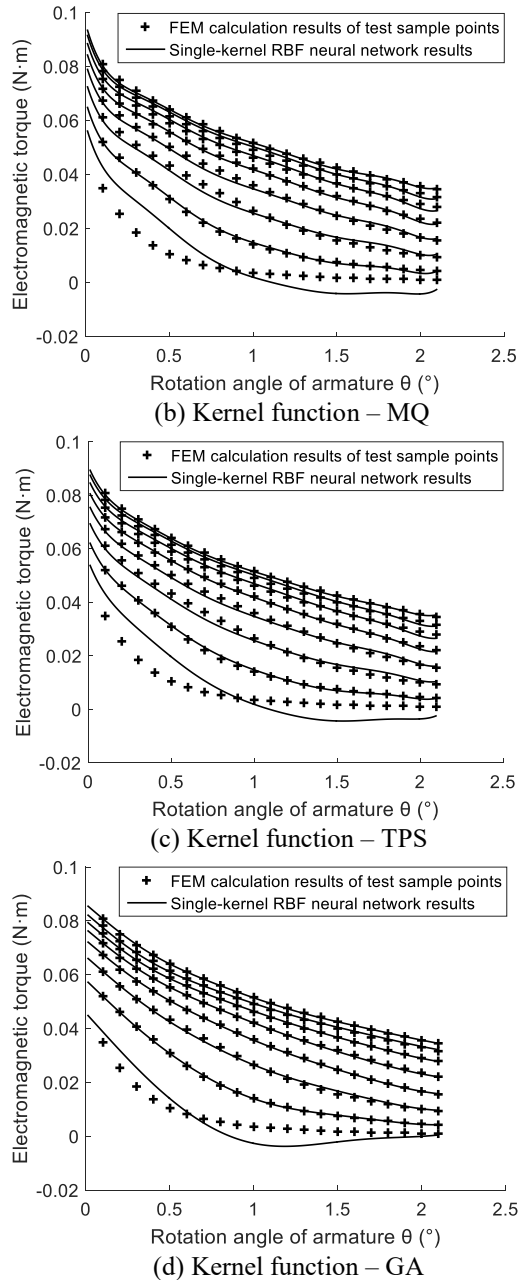 0.1
FEM calculation results of test sample points
Single-kernel RBF neural network results
0.08
0.06
0.04
0.02
0
-0.02
Electromagnetic torque (N·m)
0 0.5 1 1.5 2 2.5
Rotation angle of armature θ (°)
(b) Kernel function – MQ
0.1
FEM calculation results of test sample points
Single-kernel RBF neural network results
0.08
0.06
0.04
0.02
0
-0.02
Electromagnetic torque (N·m)
0 0.5 1 1.5 2 2.5
Rotation angle of armature θ (°)
(c) Kernel function – TPS
0.1
FEM calculation results of test sample points
Single-kernel RBF neural network results
0.08
0.06
0.04
0.02
0
-0.02
Electromagnetic torque (N·m)
0 0.5 1 1.5 2 2.5
Rotation angle of armature θ (°)
(d) Kernel function – GA